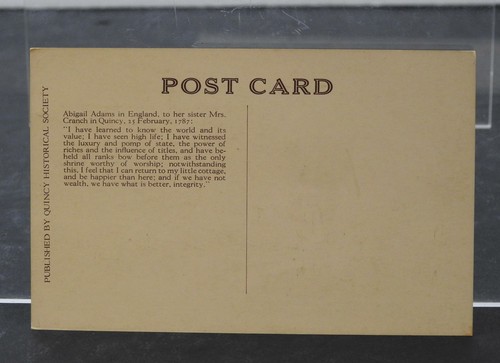 POST CARD
PUBLISHED BY QUINCY HISTORICAL SOCIETY
Abigail Adams in England, to her sister Mrs.
Cranch in Quincy, 15 February, 1787:
"I have learned to know the world and its
value; I have seen high life; I have witnessed
the luxury and pomp of state, the power of
riches and the influence of titles, and have be-
held all ranks bow before them as the only
shrine worthy of worship; notwithstanding
this, I feel that I can return to my little cottage,
and be happier than here; and if we have not
wealth, we have what is better, integrity."